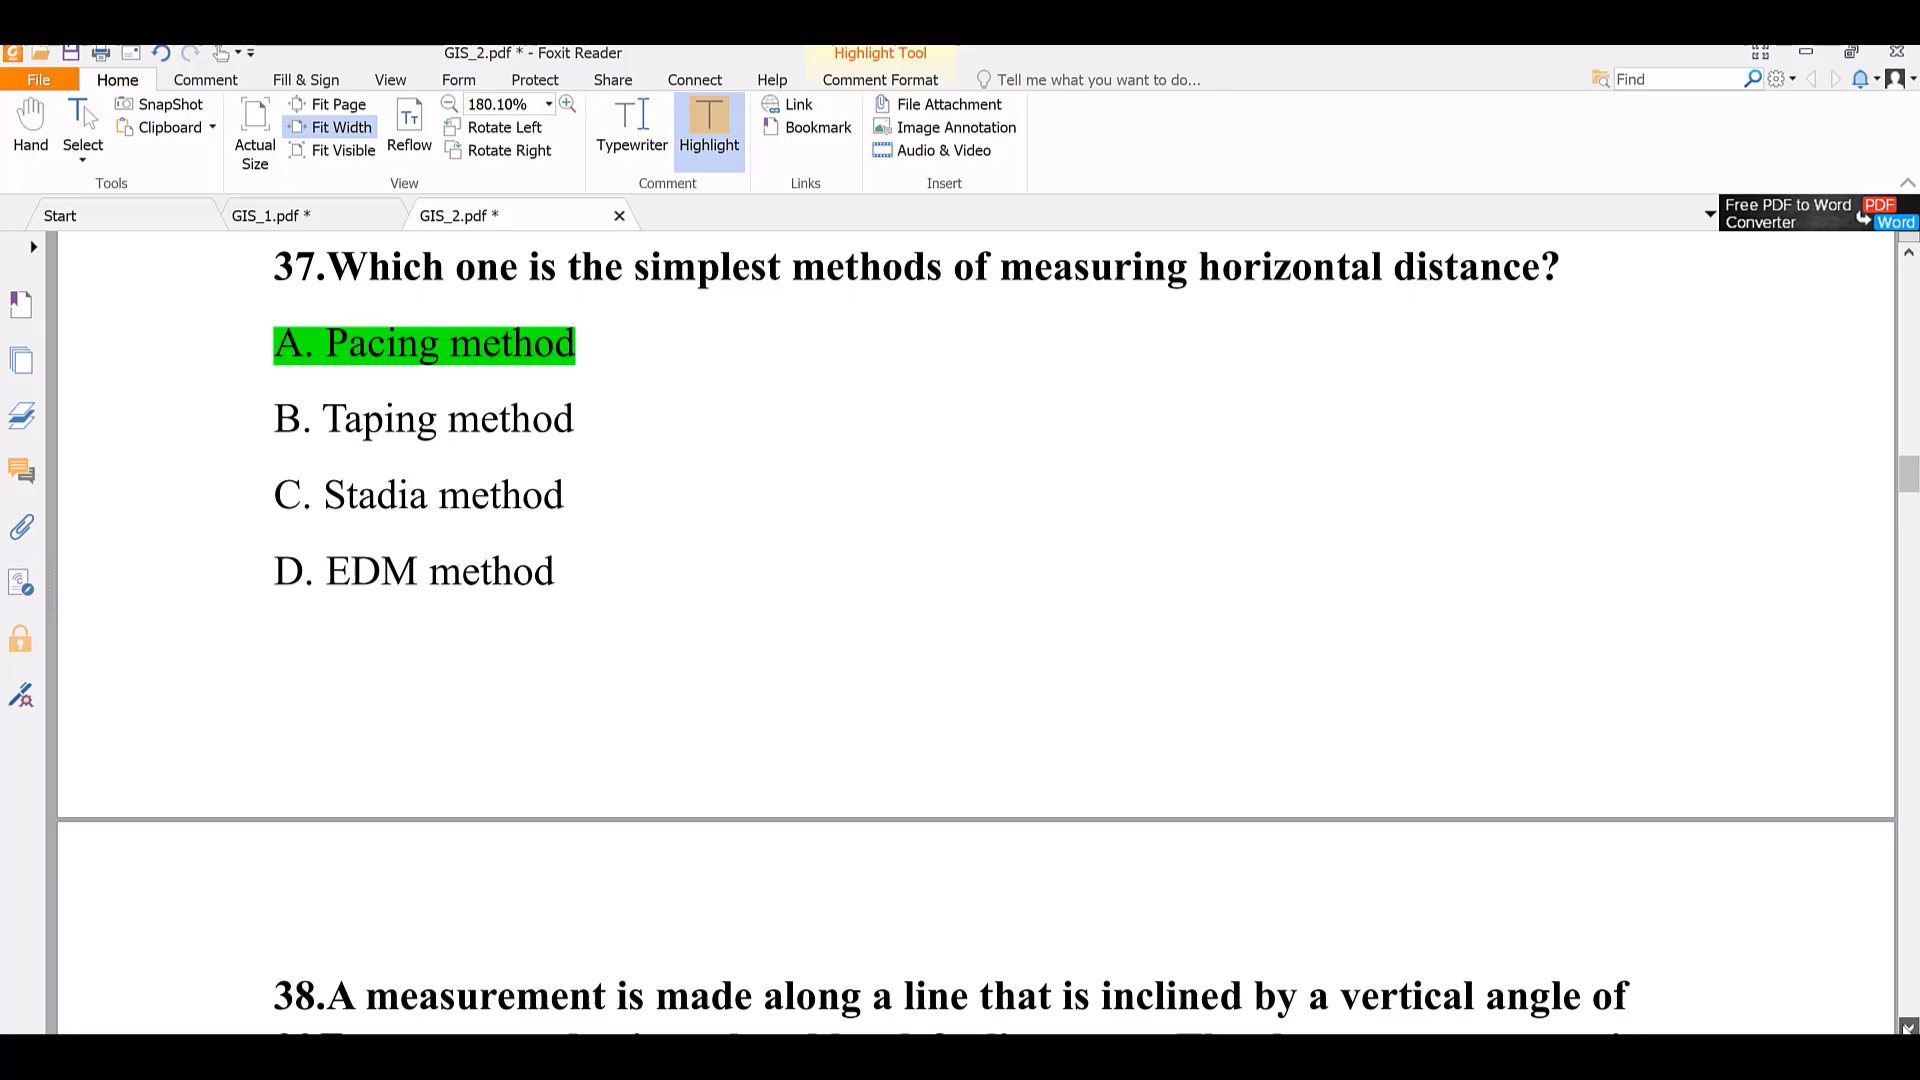 GIS_2.pdf * - Foxit Reader
Highlight Tool
File Home Comment Fill & Sign View Form Protect Share Connect Help Comment Format Tell me what you want to do... Find
Hand
Select
SnapShot
Clipboard
Tools
Actual Size
Fit Page
Fit Width
Fit Visible
Reflow
180.10%
Rotate Left
Rotate Right
View
Typewriter
Highlight
Comment
Link
Bookmark
Links
File Attachment
Image Annotation
Audio & Video
Insert
Start GIS_1.pdf * GIS_2.pdf *
Free PDF to Word PDF
Converter Word
37.Which one is the simplest methods of measuring horizontal distance?
A. Pacing method
B. Taping method
C. Stadia method
D. EDM method
38.A measurement is made along a line that is inclined by a vertical angle of